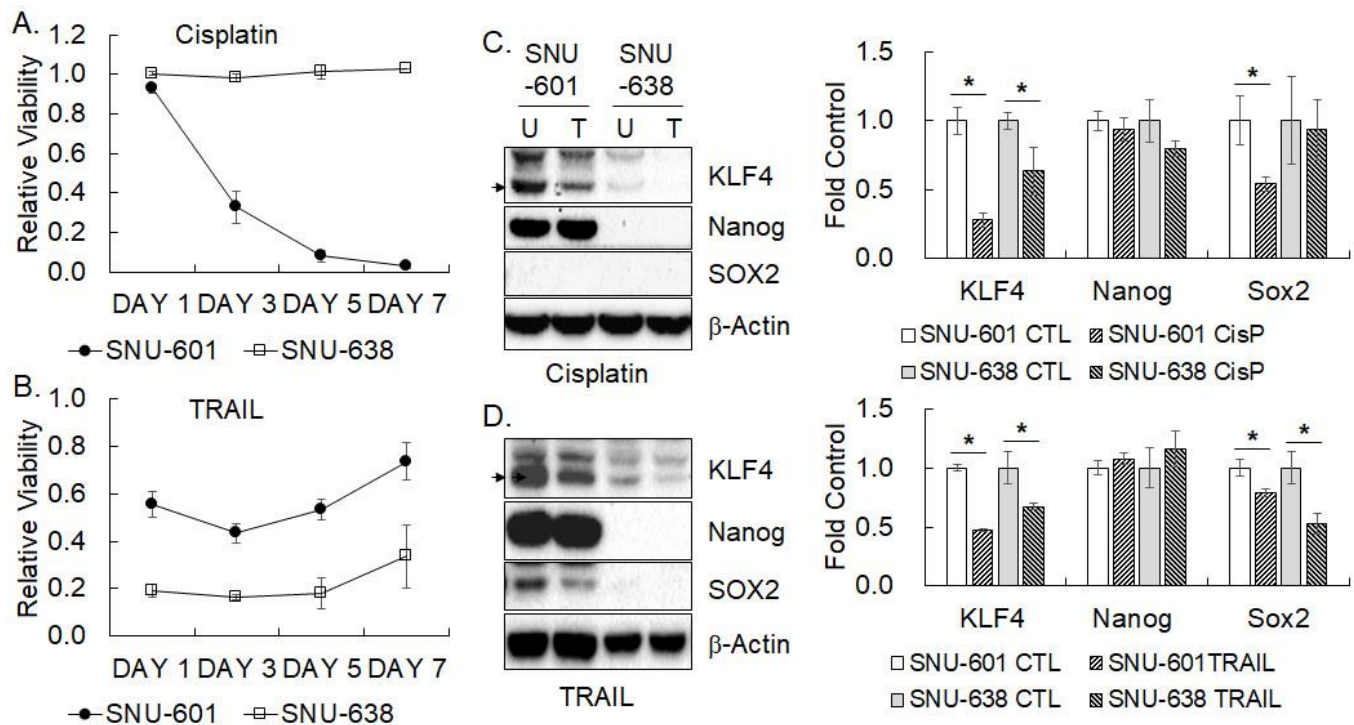 A.
Cisplatin
Relative Viability
1.2
1.0
0.8
0.6
0.4
0.2
0.0
DAY 1 DAY 3 DAY 5 DAY 7
SNU-601 SNU-638
B.
TRAIL
Relative Viability
1.0
0.8
0.6
0.4
0.2
0.0
DAY 1 DAY 3 DAY 5 DAY 7
SNU-601 SNU-638
C.
SNU SNU
-601 -638
U T U T
KLF4
Nanog
SOX2
β-Actin
Cisplatin
D.
KLF4
Nanog
SOX2
β-Actin
TRAIL
Fold Control
1.5
1.0
0.5
0.0
* * *
KLF4 Nanog Sox2
SNU-601 CTL SNU-601 CisP
SNU-638 CTL SNU-638 CisP
Fold Control
1.5
1.0
0.5
0.0
* * * *
KLF4 Nanog Sox2
SNU-601 CTL SNU-601TRAIL
SNU-638 CTL SNU-638 TRAIL